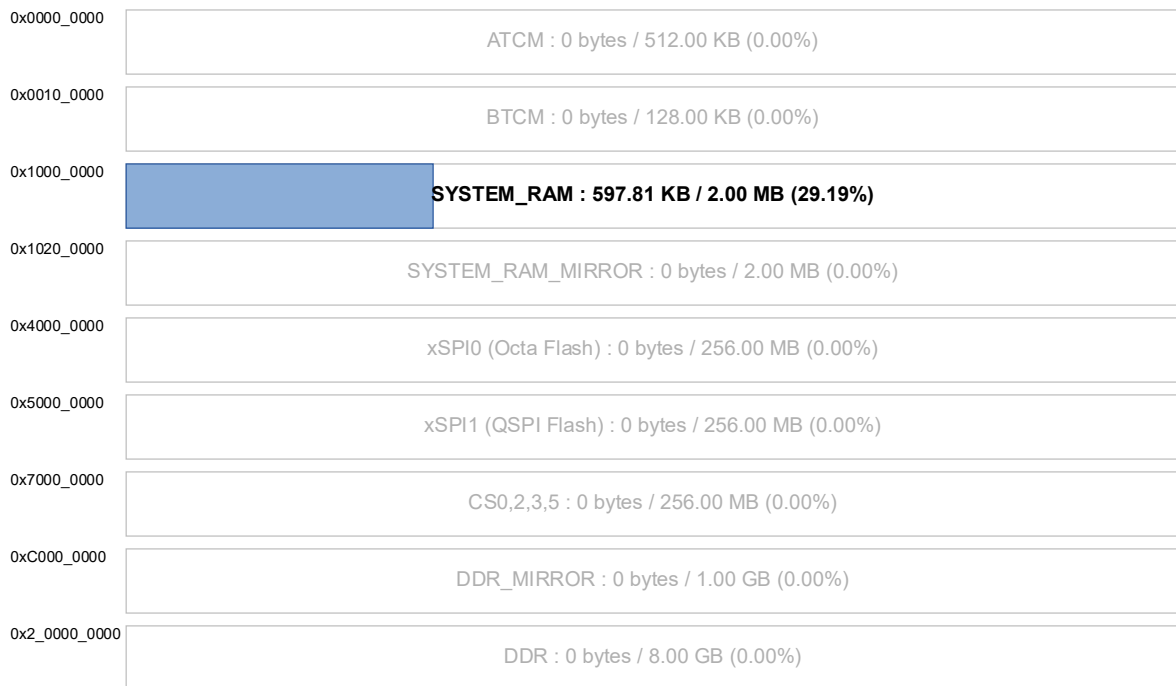 0x0000_0000
ATCM : 0 bytes / 512.00 KB (0.00%)
0x0010_0000
BTCM : 0 bytes / 128.00 KB (0.00%)
0x1000_0000
SYSTEM_RAM : 597.81 KB / 2.00 MB (29.19%)
0x1020_0000
SYSTEM_RAM_MIRROR : 0 bytes / 2.00 MB (0.00%)
0x4000_0000
xSPI0 (Octa Flash) : 0 bytes / 256.00 MB (0.00%)
0x5000_0000
xSPI1 (QSPI Flash) : 0 bytes / 256.00 MB (0.00%)
0x7000_0000
CS0,2,3,5 : 0 bytes / 256.00 MB (0.00%)
0xC000_0000
DDR_MIRROR : 0 bytes / 1.00 GB (0.00%)
0x2_0000_0000
DDR : 0 bytes / 8.00 GB (0.00%)